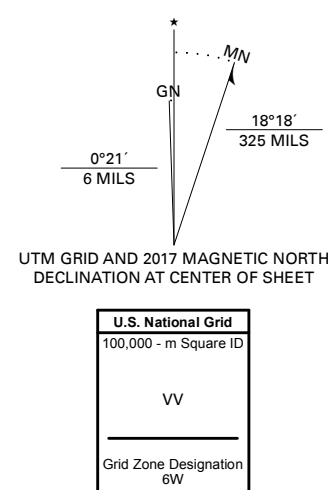 ★
MN
GN
18°18´
325 MILS
0°21´
6 MILS
UTM GRID AND 2017 MAGNETIC NORTH
DECLINATION AT CENTER OF SHEET
U.S. National Grid
100,000 - m Square ID
VV
Grid Zone Designation
6W